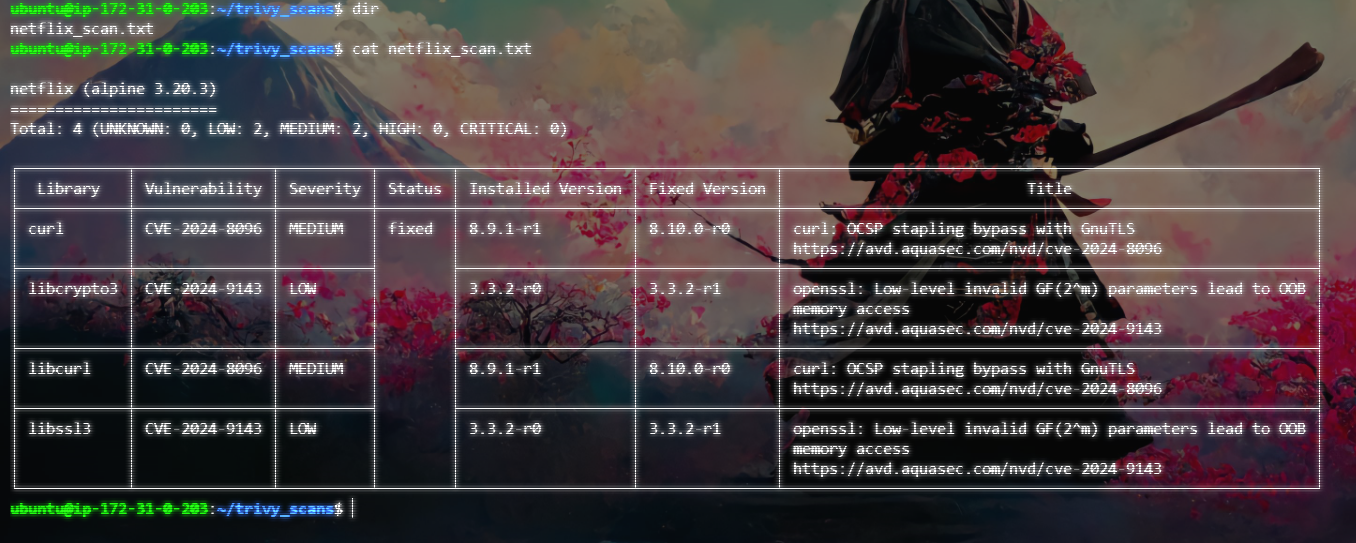 ubuntu@ip-172-31-0-203:~/trivy_scans$ dir
netflix_scan.txt
ubuntu@ip-172-31-0-203:~/trivy_scans$ cat netflix_scan.txt
netflix (alpine 3.20.3)
=======================
Total: 4 (UNKNOWN: 0, LOW: 2, MEDIUM: 2, HIGH: 0, CRITICAL: 0)
Library Vulnerability Severity Status Installed Version Fixed Version Title
curl CVE-2024-8096 MEDIUM fixed 8.9.1-r1 8.10.0-r0 curl: OCSP stapling bypass with GnuTLS
https://avd.aquasec.com/nvd/cve-2024-8096
libcrypto3 CVE-2024-9143 LOW 3.3.2-r0 3.3.2-r1 openssl: Low-level invalid GF(2^m) parameters lead to OOB
memory access
https://avd.aquasec.com/nvd/cve-2024-9143
libcurl CVE-2024-8096 MEDIUM 8.9.1-r1 8.10.0-r0 curl: OCSP stapling bypass with GnuTLS
https://avd.aquasec.com/nvd/cve-2024-8096
libssl3 CVE-2024-9143 LOW 3.3.2-r0 3.3.2-r1 openssl: Low-level invalid GF(2^m) parameters lead to OOB
memory access
https://avd.aquasec.com/nvd/cve-2024-9143
ubuntu@ip-172-31-0-203:~/trivy_scans$